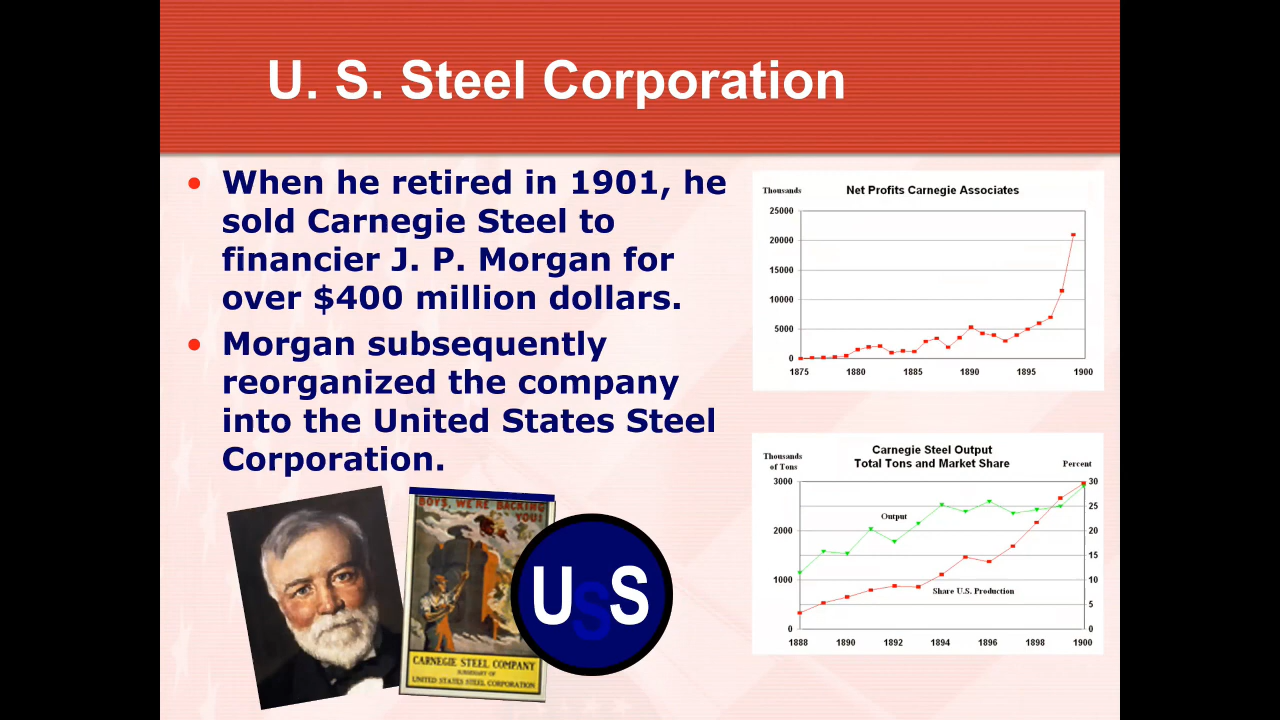 U. S. Steel Corporation
• When he retired in 1901, he
sold Carnegie Steel to
financier J. P. Morgan for
over $400 million dollars.
• Morgan subsequently
reorganized the company
into the United States Steel
Corporation.
Thousands
Net Profits Carnegie Associates
25000
20000
15000
10000
5000
0
1875 1880 1885 1890 1895 1900
Thousands
of Tons
Carnegie Steel Output
Total Tons and Market Share
Percent
3000
2000
1000
0
30
25
20
15
10
5
0
Output
Share U.S. Production
1888 1890 1892 1894 1896 1898 1900
BOYS, WE'RE BACKING
YOU!
CARNEGIE STEEL COMPANY
SUBSIDIARY OF
UNITED STATES STEEL CORPORATION
USS